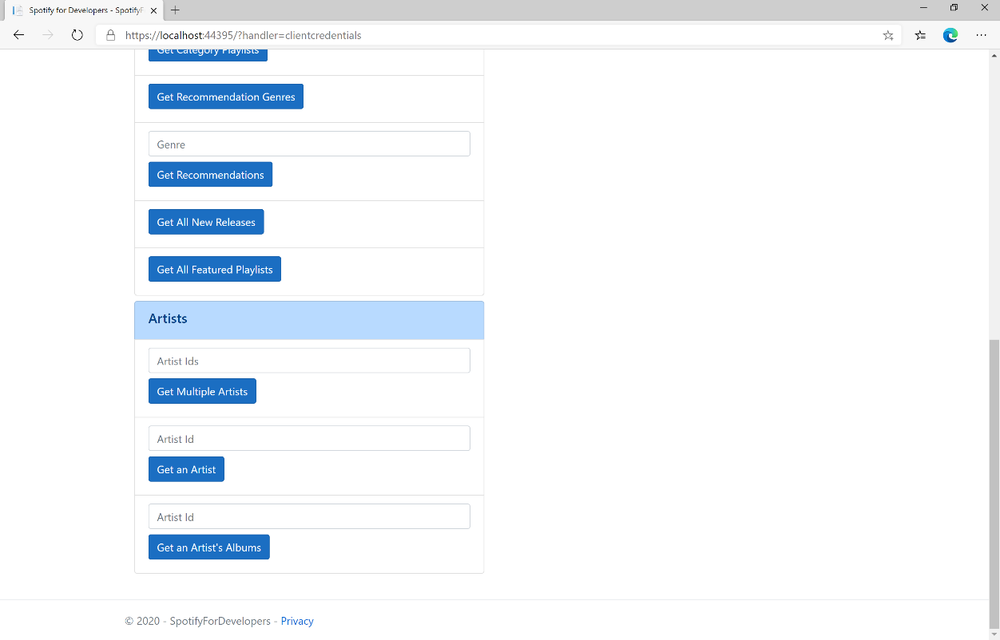 Spotify for Developers - SpotifyF
https://localhost:44395/?handler=clientcredentials
Get Category Playlists
Get Recommendation Genres
Genre
Get Recommendations
Get All New Releases
Get All Featured Playlists
Artists
Artist Ids
Get Multiple Artists
Artist Id
Get an Artist
Artist Id
Get an Artist's Albums
© 2020 - SpotifyForDevelopers - Privacy